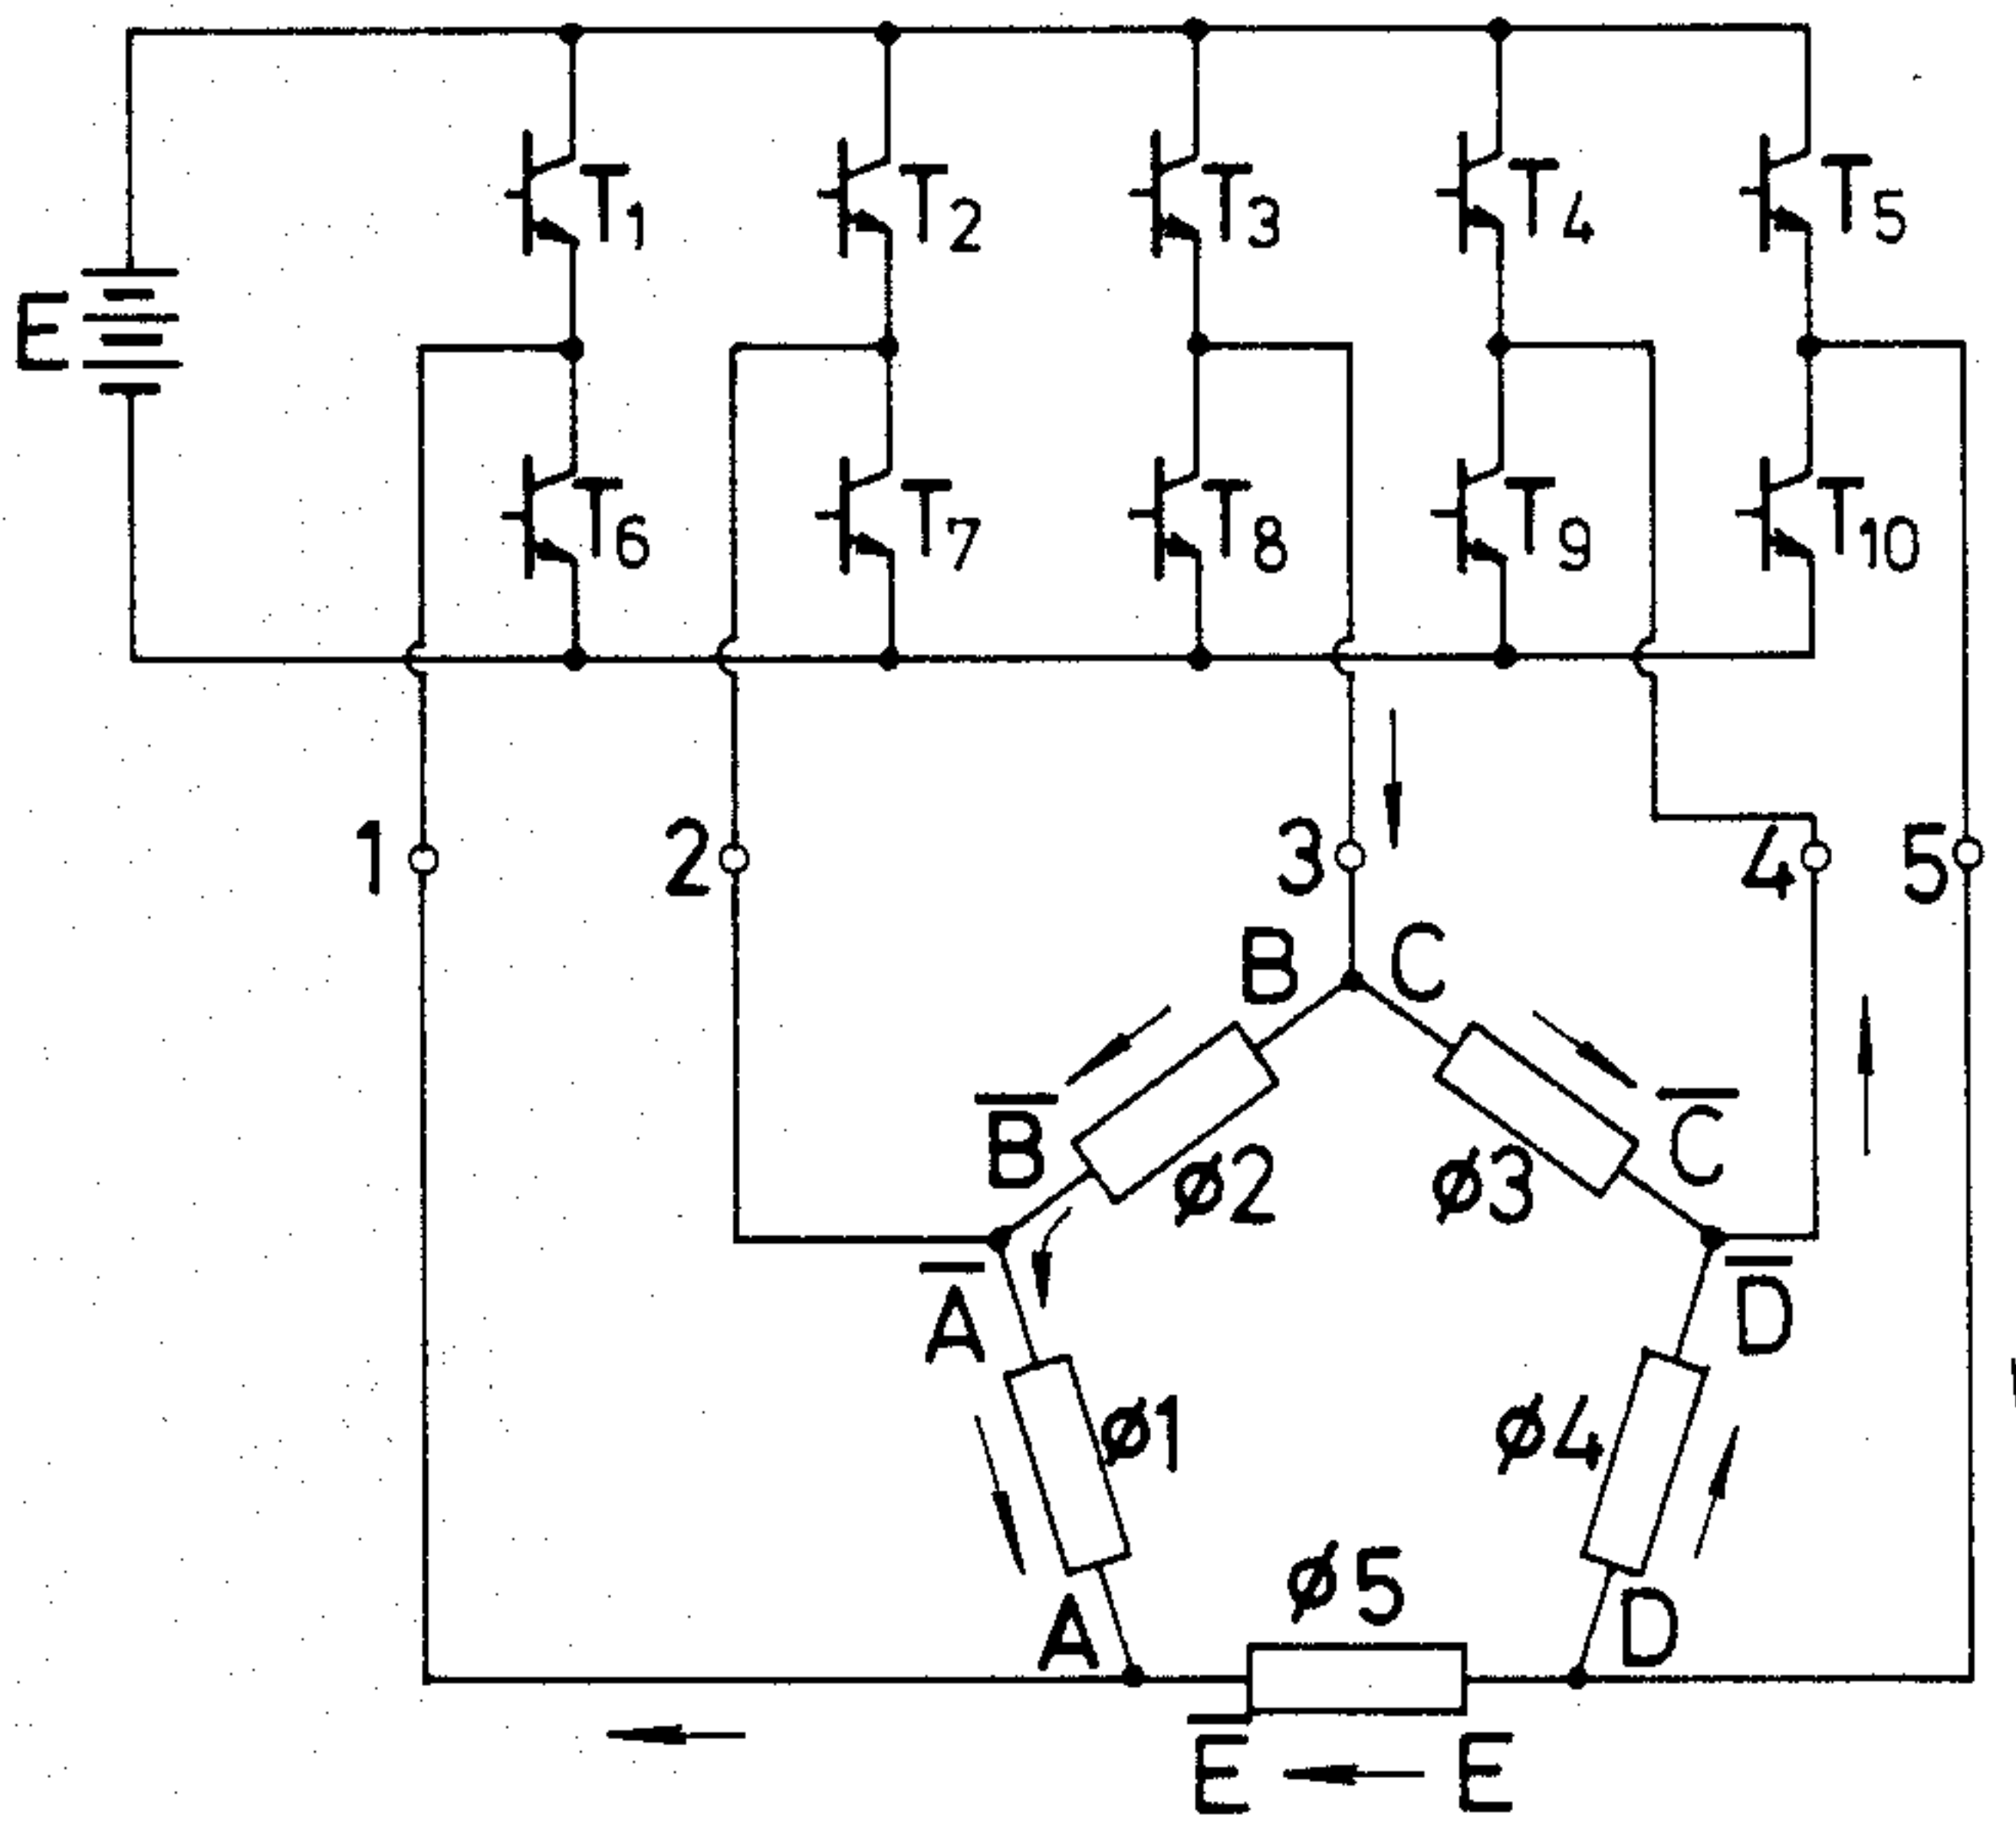 T1 T2 T3 T4 T5
E
T6 T7 T8 T9 T10
1 2 3 4 5
B C
B̅ C̅
ø2 ø3
A̅ D̅
ø1 ø4
ø5
A D
E̅ E